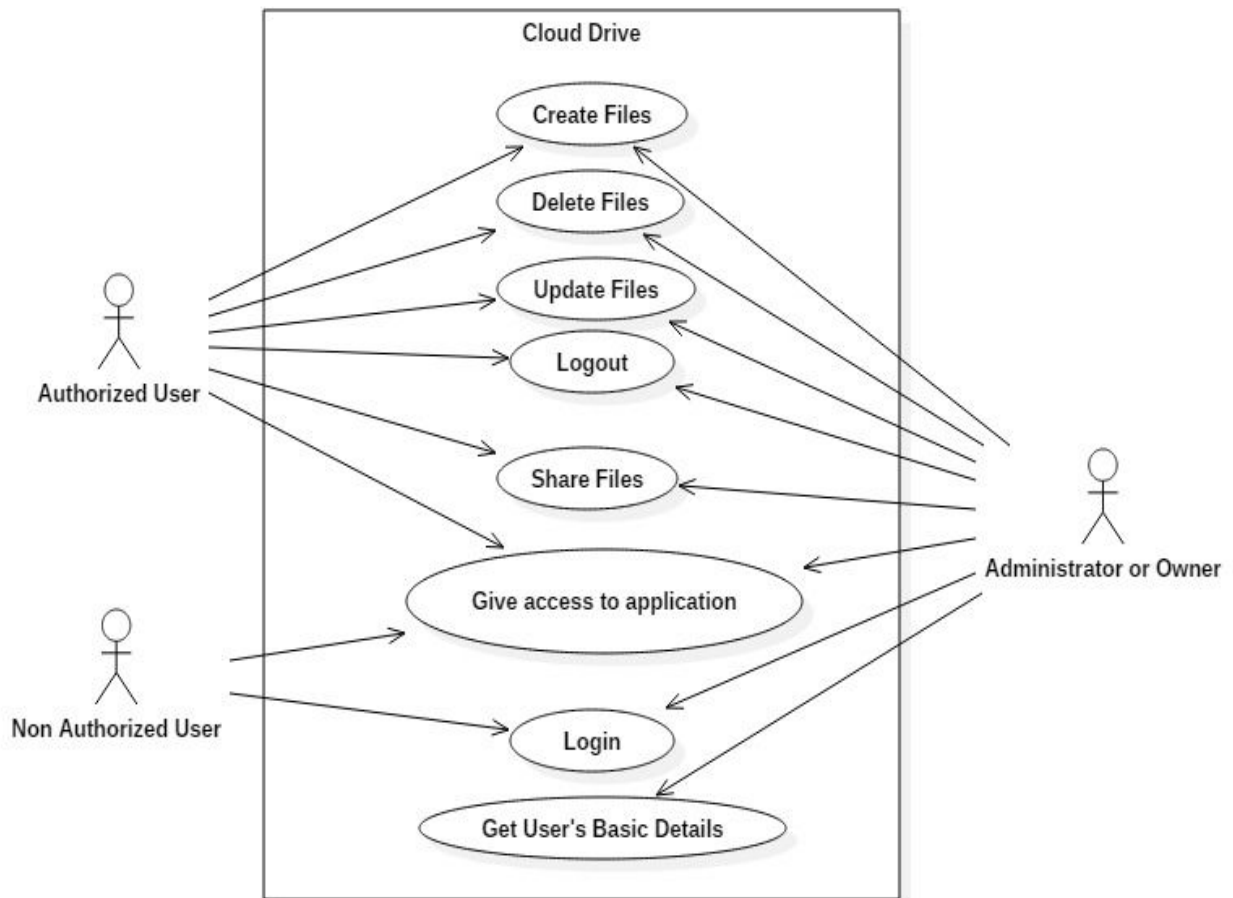 Cloud Drive
Create Files
Delete Files
Update Files
Logout
Authorized User
Share Files
Administrator or Owner
Give access to application
Non Authorized User
Login
Get User's Basic Details